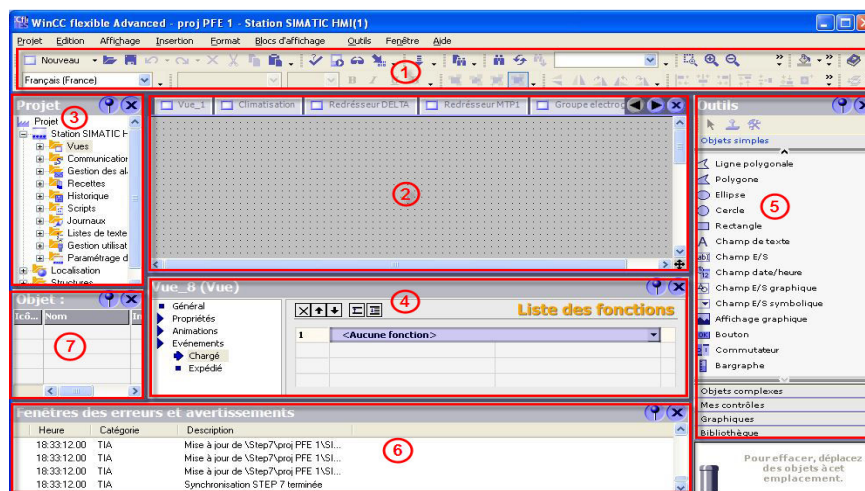 WinCC flexible Advanced - proj PFE 1 - Station SIMATIC HMI(1)
Projet Edition Affichage Insertion Format Blocs d'affichage Outils Fenêtre Aide
Nouveau
1
Français (France)
B I
Projet
3
Projet
Station SIMATIC H
Vues
Communication
Gestion des al
Recettes
Historique
Scripts
Journaux
Listes de texte
Gestion utilisat
Paramétrage d
Localisation
Structures
Vue_1 Climatisation Redrésseur DELTA Redrésseur MTP1 Groupe electrog
2
Outils
Objets simples
Ligne polygonale
Polygone
Ellipse
Cercle
5
Rectangle
A Champ de texte
Champ E/S
Champ date/heure
Champ E/S graphique
Champ E/S symbolique
Affichage graphique
Bouton
Commutateur
Bargraphe
Objets complexes
Mes contrôles
Graphiques
Bibliothèque
Pour effacer, déplacez
des objets à cet
emplacement.
Objet :
Icô... Nom In
7
Vue_8 (Vue)
Général
Propriétés
Animations
Evénements
Chargé
Expédié
4
Liste des fonctions
1 <Aucune fonction>
Fenêtres des erreurs et avertissements
Heure Catégorie Description
18:33:12.00 TIA Mise à jour de \Step7\proj PFE 1\SI...
18:33:12.00 TIA Mise à jour de \Step7\proj PFE 1\SI...
18:33:12.00 TIA Mise à jour de \Step7\proj PFE 1\SI...
18:33:12.00 TIA Synchronisation STEP 7 terminée
6